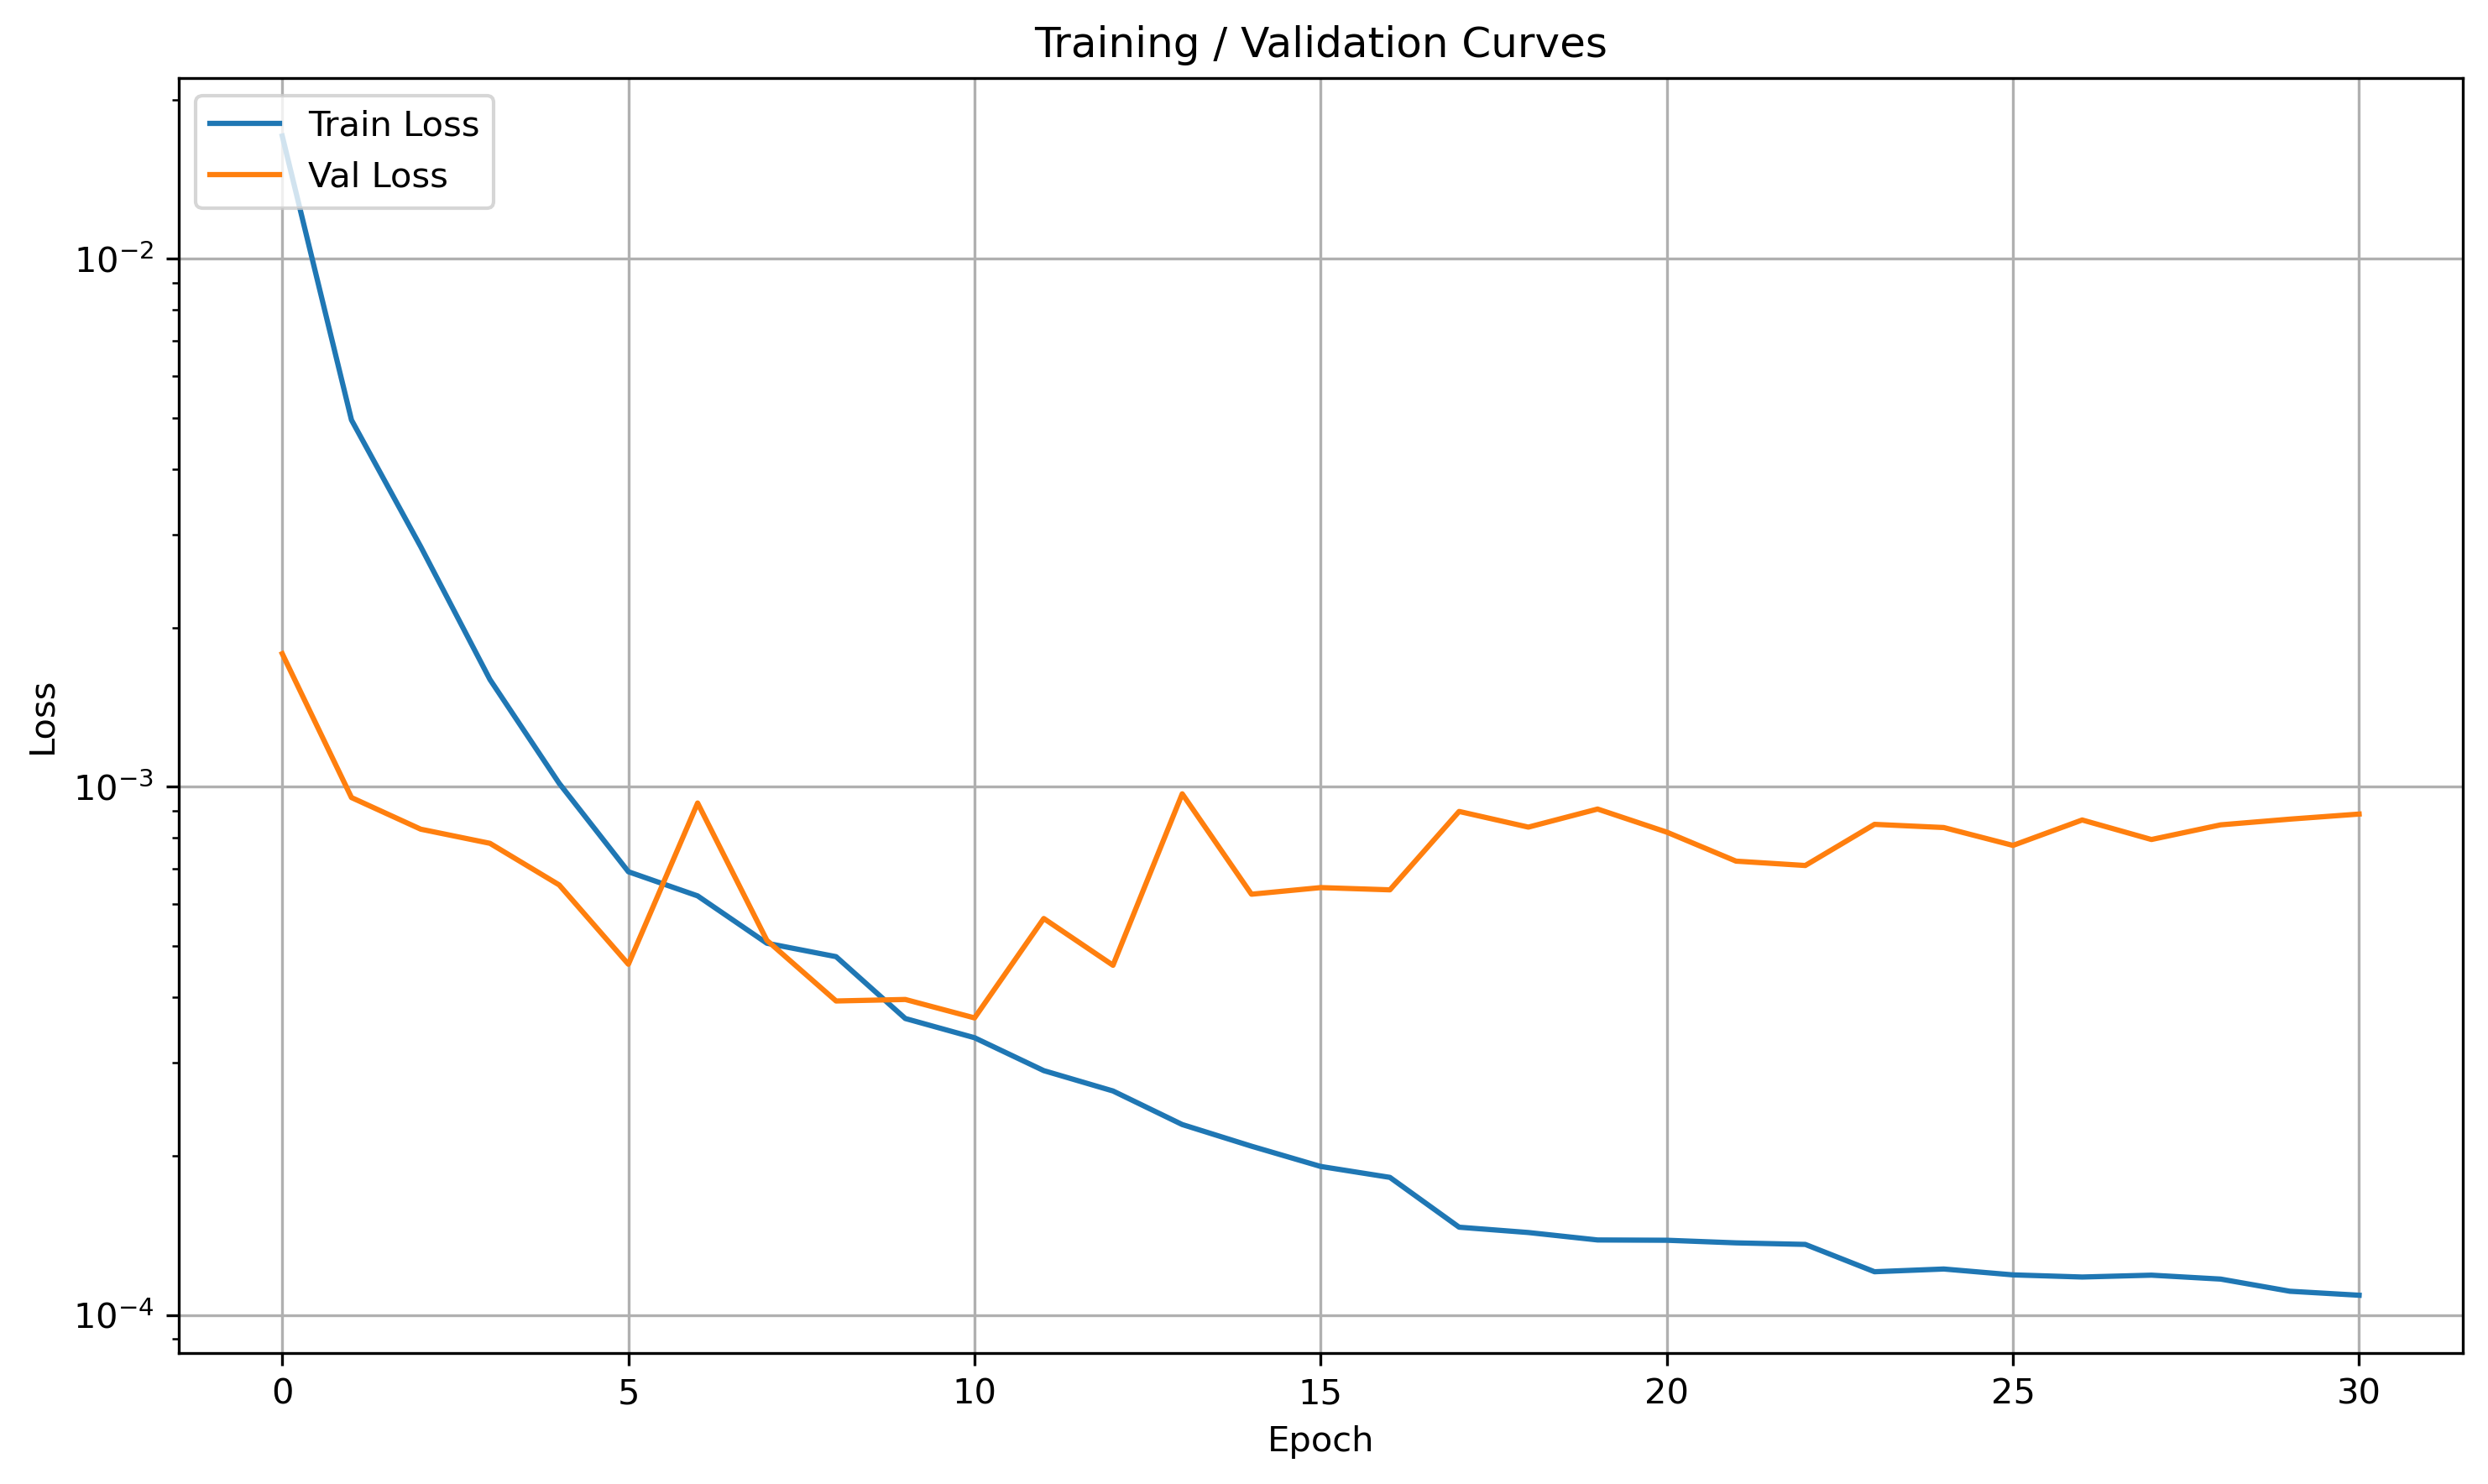 Training / Validation Curves
Train Loss
Val Loss
10⁻²
10⁻³
10⁻⁴
Loss
0 5 10 15 20 25 30
Epoch